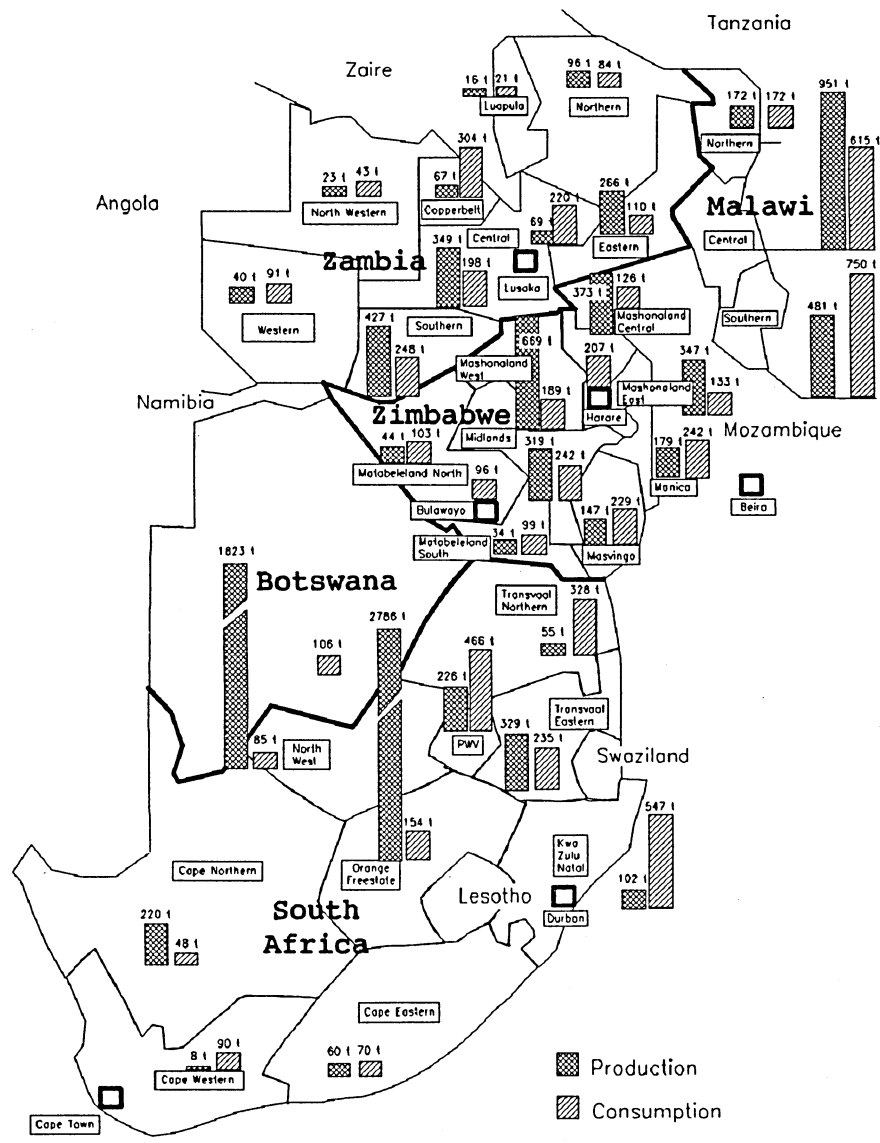 Tanzania
Zaire
96 t 84 t
16 t 21 t
Luapula
Northern
951 t
172 t 172 t
615 t
Northern
304 t
23 t 43 t
67 t
North Western
Copperbelt
Angola
266 t
220 t
110 t
69 t
Malawi
Central
Eastern
Central
349 t
198 t
Zambia
Lusaka
750 t
40 t 91 t
373 t
126 t
Western
Southern
Mashonaland
Central
Southern
481 t
427 t
248 t
669 t
207 t
347 t
Mashonaland
West
Mashonaland
East
133 t
189 t
Namibia
Zimbabwe
Harare
Mozambique
Midlands
44 t 103 t
319 t
242 t
179 t
242 t
Matabeleland North
96 t
Manica
Bulawayo
147 t
229 t
Beira
Matabeleland
South
34 t
99 t
Masvingo
1823 t
Botswana
Transvaal
Northern
328 t
2786 t
106 t
466 t
55 t
226 t
Transvaal
Eastern
329 t
235 t
85 t
North
West
PWV
Swaziland
547 t
154 t
Kwa
Zulu
Natal
Cape Northern
Orange
Freestate
102 t
Lesotho
Durban
South
Africa
220 t
48 t
Cape Eastern
90 t
8 t
60 t 70 t
Cape Western
Production
Consumption
Cape Town